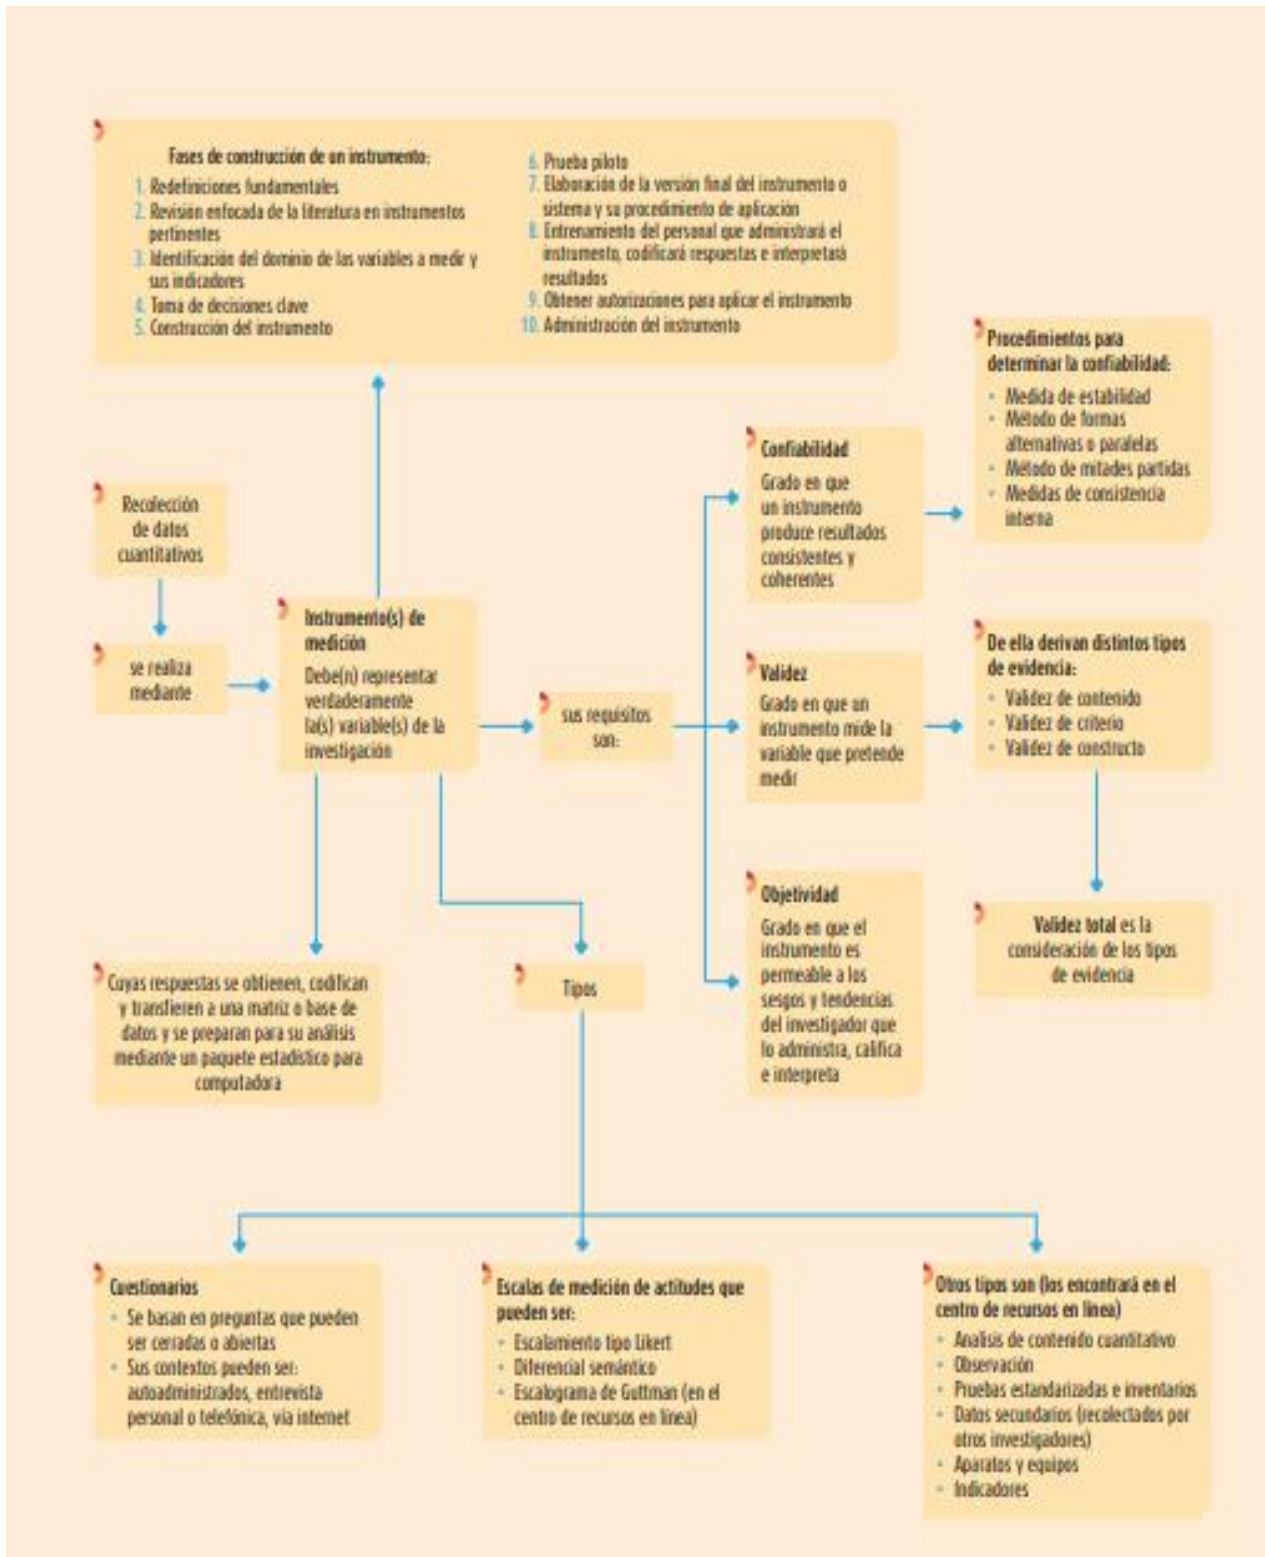 Fases de construcción de un instrumento:
1. Redefiniciones fundamentales
2. Revisión enfocada de la literatura en instrumentos
pertinentes
3. Identificación del dominio de las variables a medir y
sus indicadores
4. Toma de decisiones clave
5. Construcción del instrumento
6. Prueba piloto
7. Elaboración de la versión final del instrumento o
sistema y su procedimiento de aplicación
8. Entrenamiento del personal que administrará el
instrumento, codificará respuestas e interpretará
resultados
9. Obtener autorizaciones para aplicar el instrumento
10. Administración del instrumento
Recolección
de datos
cuantitativos
se realiza
mediante
Instrumento(s) de
medición
Debe(n) representar
verdaderamente
la(s) variable(s) de la
investigación
sus requisitos
son:
Confiabilidad
Grado en que
un instrumento
produce resultados
consistentes y
coherentes
Procedimientos para
determinar la confiabilidad:
• Medida de estabilidad
• Método de formas
alternativas o paralelas
• Método de mitades partidas
• Medidas de consistencia
interna
Validez
Grado en que un
instrumento mide la
variable que pretende
medir
De ella derivan distintos tipos
de evidencia:
• Validez de contenido
• Validez de criterio
• Validez de constructo
Validez total es la
consideración de los tipos
de evidencia
Objetividad
Grado en que el
instrumento es
permeable a los
sesgos y tendencias
del investigador que
lo administra, califica
e interpreta
Cuyas respuestas se obtienen, codifican
y transfieren a una matriz o base de
datos y se preparan para su análisis
mediante un paquete estadístico para
computadora
Tipos
Cuestionarios
• Se basan en preguntas que pueden
ser cerradas o abiertas
• Sus contextos pueden ser:
autoadministrados, entrevista
personal o telefónica, vía internet
Escalas de medición de actitudes que
pueden ser:
• Escalamiento tipo Likert
• Diferencial semántico
• Escalograma de Guttman (en el
centro de recursos en línea)
Otros tipos son (los encontrará en el
centro de recursos en línea)
• Analisis de contenido cuantitativo
• Observación
• Pruebas estandarizadas e inventarios
• Datos secundarios (recolectados por
otros investigadores)
• Aparatos y equipos
• Indicadores